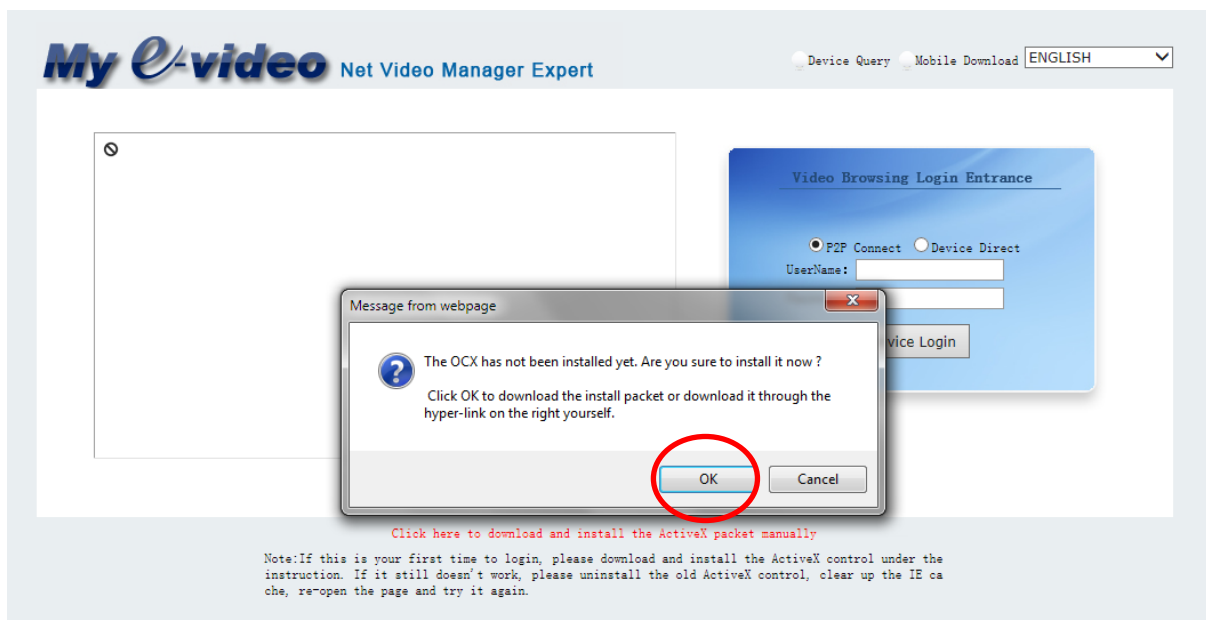 My e-video Net Video Manager Expert
Device Query Mobile Download ENGLISH
Video Browsing Login Entrance
P2P Connect Device Direct
UserName:
Message from webpage
The OCX has not been installed yet. Are you sure to install it now ?
Click OK to download the install packet or download it through the
hyper-link on the right yourself.
vice Login
OK Cancel
Click here to download and install the ActiveX packet manually
Note:If this is your first time to login, please download and install the ActiveX control under the
instruction. If it still doesn't work, please uninstall the old ActiveX control, clear up the IE ca
che, re-open the page and try it again.